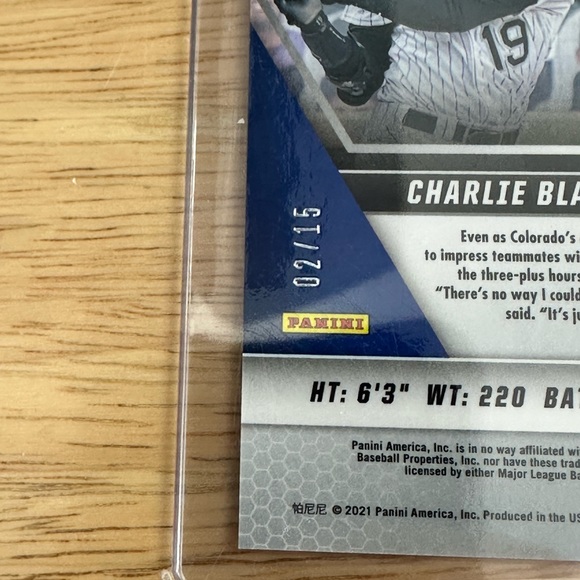 19
CHARLIE BLA
02/15
Even as Colorado's
to impress teammates wi
the three-plus hours
"There's no way I could
said. "It's ju
PANINI
HT: 6'3" WT: 220 BAT
Panini America, Inc. is in no way affiliated wi
Baseball Properties, Inc. nor have these trad
licensed by either Major League Ba
帕尼尼 © 2021 Panini America, Inc. Produced in the US